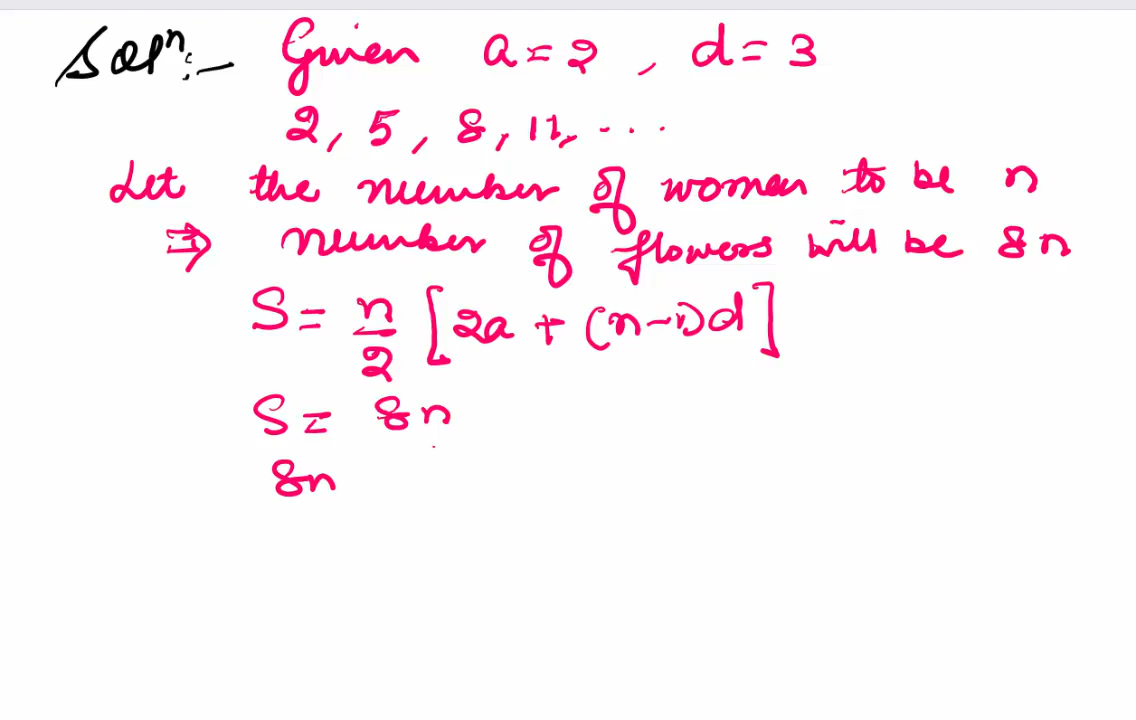 Solⁿ:- Given a = 2 , d = 3
2, 5, 8, 11, ....
Let the number of women to be n
⇒ number of flowers will be 8n
S = n/2 [2a + (n-1)d]
S = 8n
8n